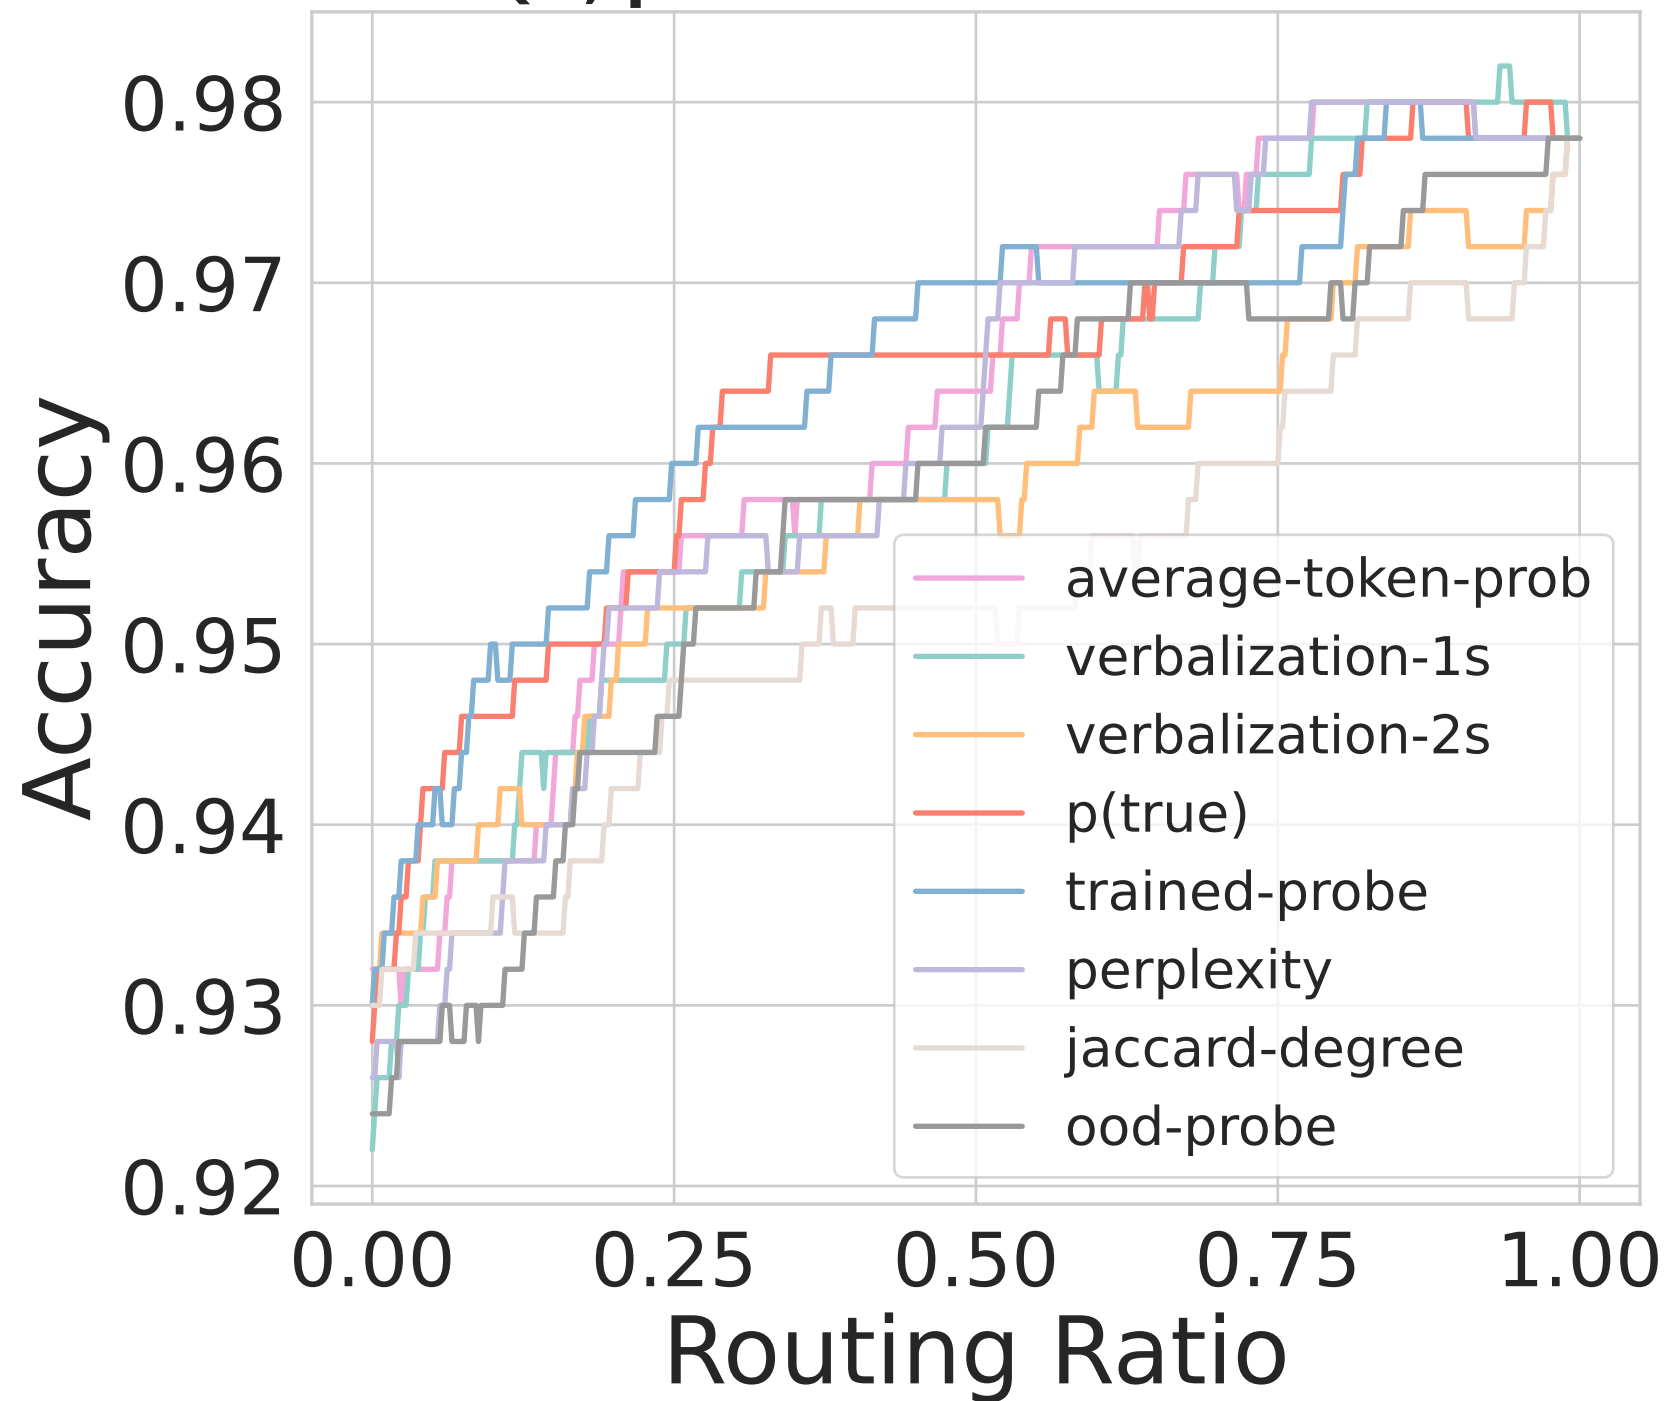 0.98
0.97
0.96
0.95
0.94
0.93
0.92
Accuracy
average-token-prob
verbalization-1s
verbalization-2s
p(true)
trained-probe
perplexity
jaccard-degree
ood-probe
0.00 0.25 0.50 0.75 1.00
Routing Ratio